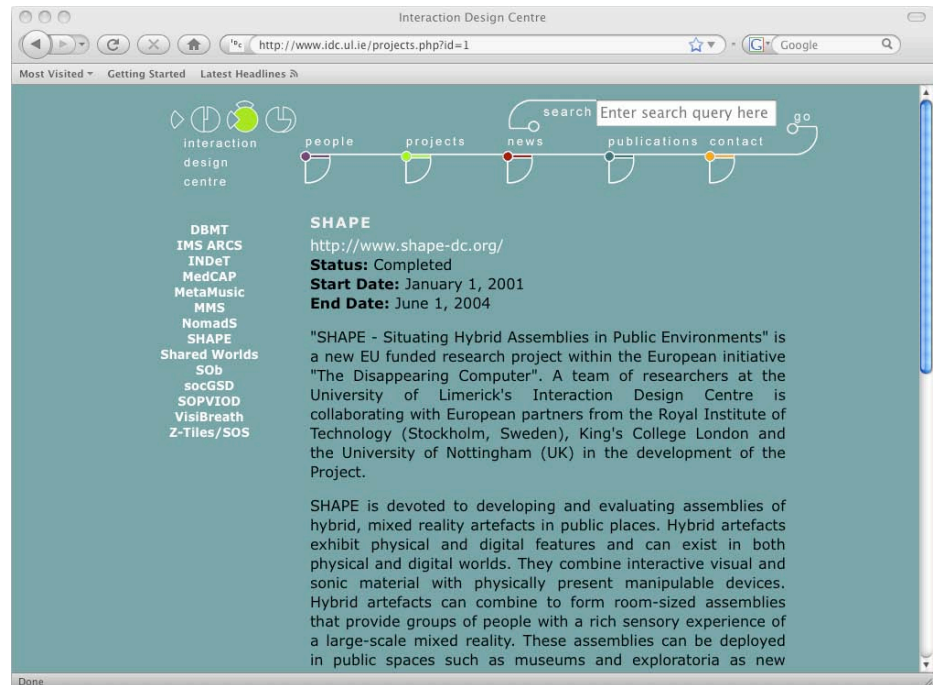 Interaction Design Centre
http://www.idc.ul.ie/projects.php?id=1
Google
Most Visited
Getting Started
Latest Headlines
search
Enter search query here
go
interaction
design
centre
people
projects
news
publications
contact
DBMT
IMS ARCS
INDeT
MedCAP
MetaMusic
MMS
NomadS
SHAPE
Shared Worlds
SOb
socGSD
SOPVIOD
VisiBreath
Z-Tiles/SOS
SHAPE
http://www.shape-dc.org/
Status: Completed
Start Date: January 1, 2001
End Date: June 1, 2004
"SHAPE - Situating Hybrid Assemblies in Public Environments" is
a new EU funded research project within the European initiative
"The Disappearing Computer". A team of researchers at the
University of Limerick's Interaction Design Centre is
collaborating with European partners from the Royal Institute of
Technology (Stockholm, Sweden), King's College London and
the University of Nottingham (UK) in the development of the
Project.
SHAPE is devoted to developing and evaluating assemblies of
hybrid, mixed reality artefacts in public places. Hybrid artefacts
exhibit physical and digital features and can exist in both
physical and digital worlds. They combine interactive visual and
sonic material with physically present manipulable devices.
Hybrid artefacts can combine to form room-sized assemblies
that provide groups of people with a rich sensory experience of
a large-scale mixed reality. These assemblies can be deployed
in public spaces such as museums and exploratoria as new
Done